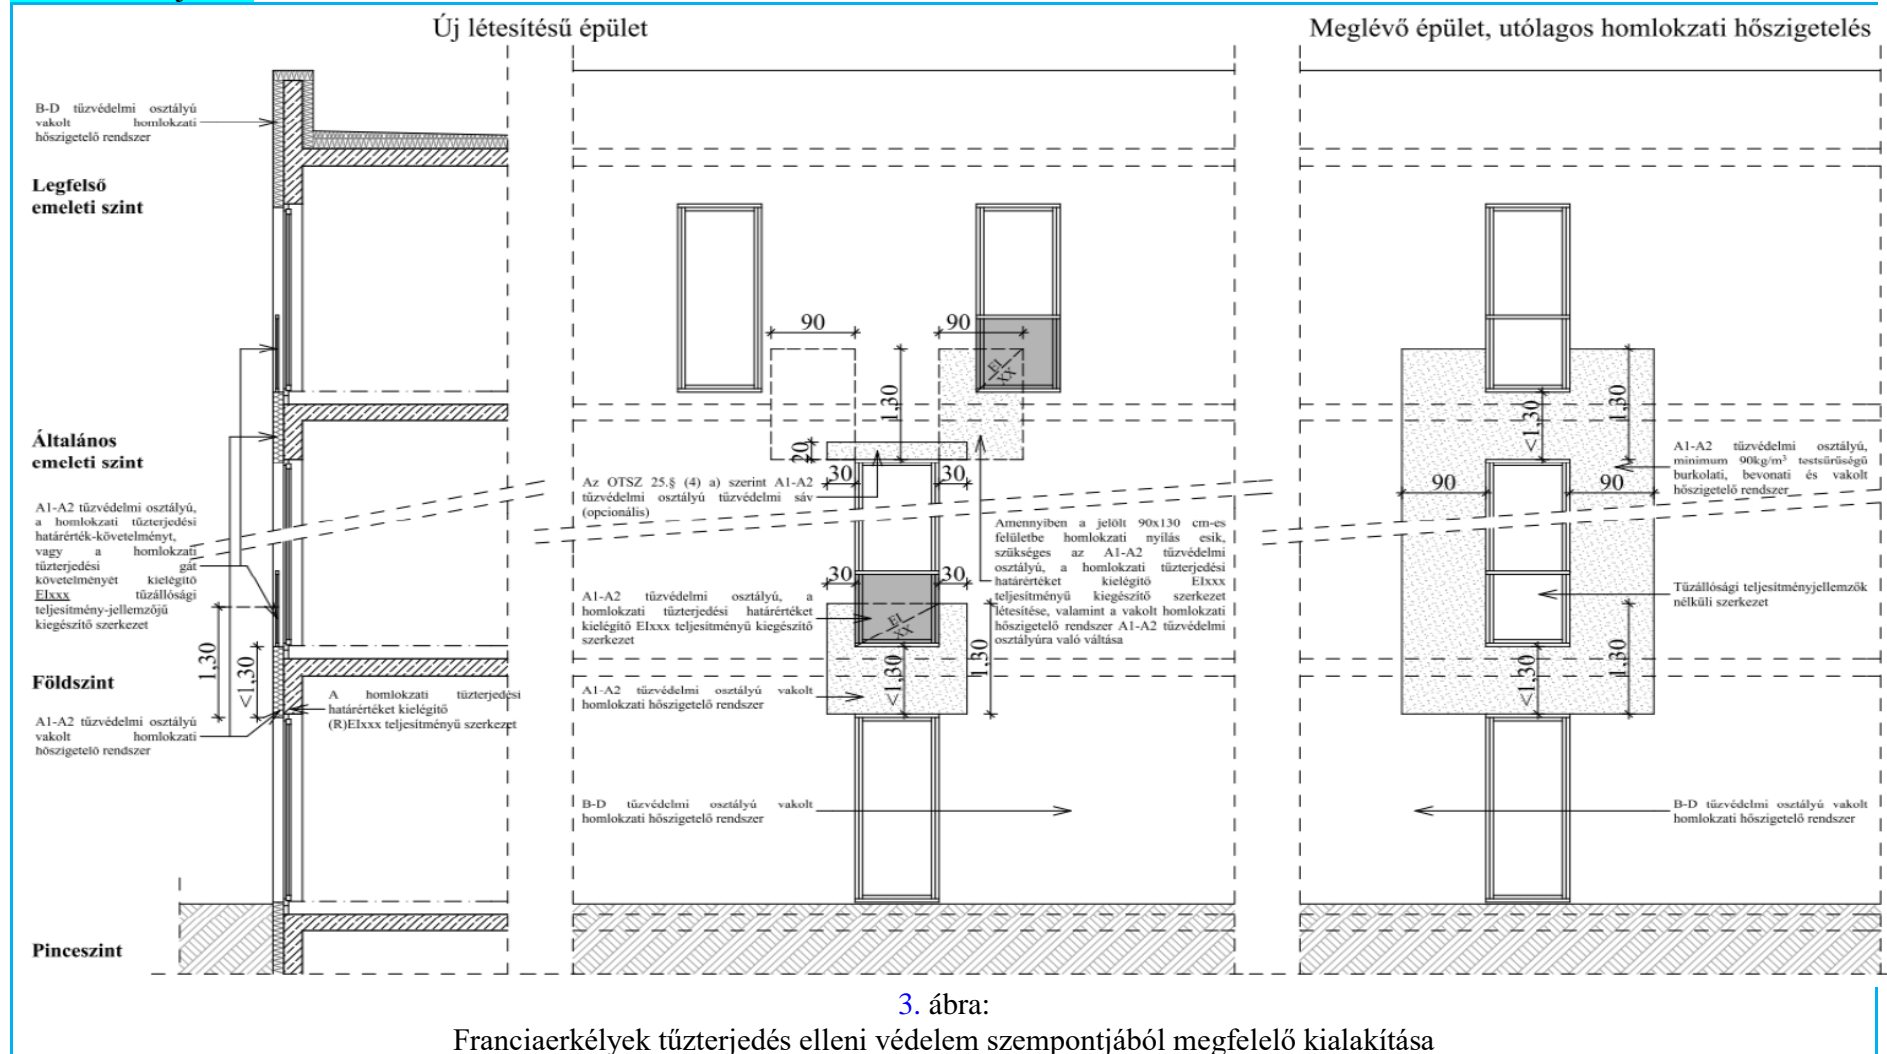 Új létesítésű épület
Meglévő épület, utólagos homlokzati hőszigetelés
B-D tűzvédelmi osztályú
vakolt homlokzati
hőszigetelő rendszer
Legfelső
emeleti szint
Általános
emeleti szint
A1-A2 tűzvédelmi osztályú,
a homlokzati tűzterjedési
határérték-követelményt,
vagy a homlokzati
tűzterjedési gát
követelményét kielégítő
EIxxx tűzállósági
teljesítmény-jellemzőjű
kiegészítő szerkezet
Földszint
A1-A2 tűzvédelmi osztályú
vakolt homlokzati
hőszigetelő rendszer
Pinceszint
1,30
<1,30
A homlokzati tűzterjedési
határértéket kielégítő
(R)EIxxx teljesítményű szerkezet
90
90
1,30
20
30
30
EI
XX
Az OTSZ 25.§ (4) a) szerint A1-A2
tűzvédelmi osztályú tűzvédelmi sáv
(opcionális)
Amennyiben a jelölt 90x130 cm-es
felületbe homlokzati nyílás esik,
szükséges az A1-A2 tűzvédelmi
osztályú, a homlokzati tűzterjedési
határértéket kielégítő EIxxx
teljesítményű kiegészítő szerkezet
létesítése, valamint a vakolt homlokzati
hőszigetelő rendszer A1-A2 tűzvédelmi
osztályúra való váltása
30
30
A1-A2 tűzvédelmi osztályú, a
homlokzati tűzterjedési határértéket
kielégítő EIxxx teljesítményű kiegészítő
szerkezet
EI
XX
<1,30
1,30
A1-A2 tűzvédelmi osztályú vakolt
homlokzati hőszigetelő rendszer
B-D tűzvédelmi osztályú vakolt
homlokzati hőszigetelő rendszer
<1,30
1,30
90
90
A1-A2 tűzvédelmi osztályú,
minimum 90kg/m³ testsűrűségű
burkolati, bevonati és vakolt
hőszigetelő rendszer
Tűzállósági teljesítményjellemzők
nélküli szerkezet
<1,30
1,30
B-D tűzvédelmi osztályú vakolt
homlokzati hőszigetelő rendszer
3. ábra:
Franciaerkélyek tűzterjedés elleni védelem szempontjából megfelelő kialakítása